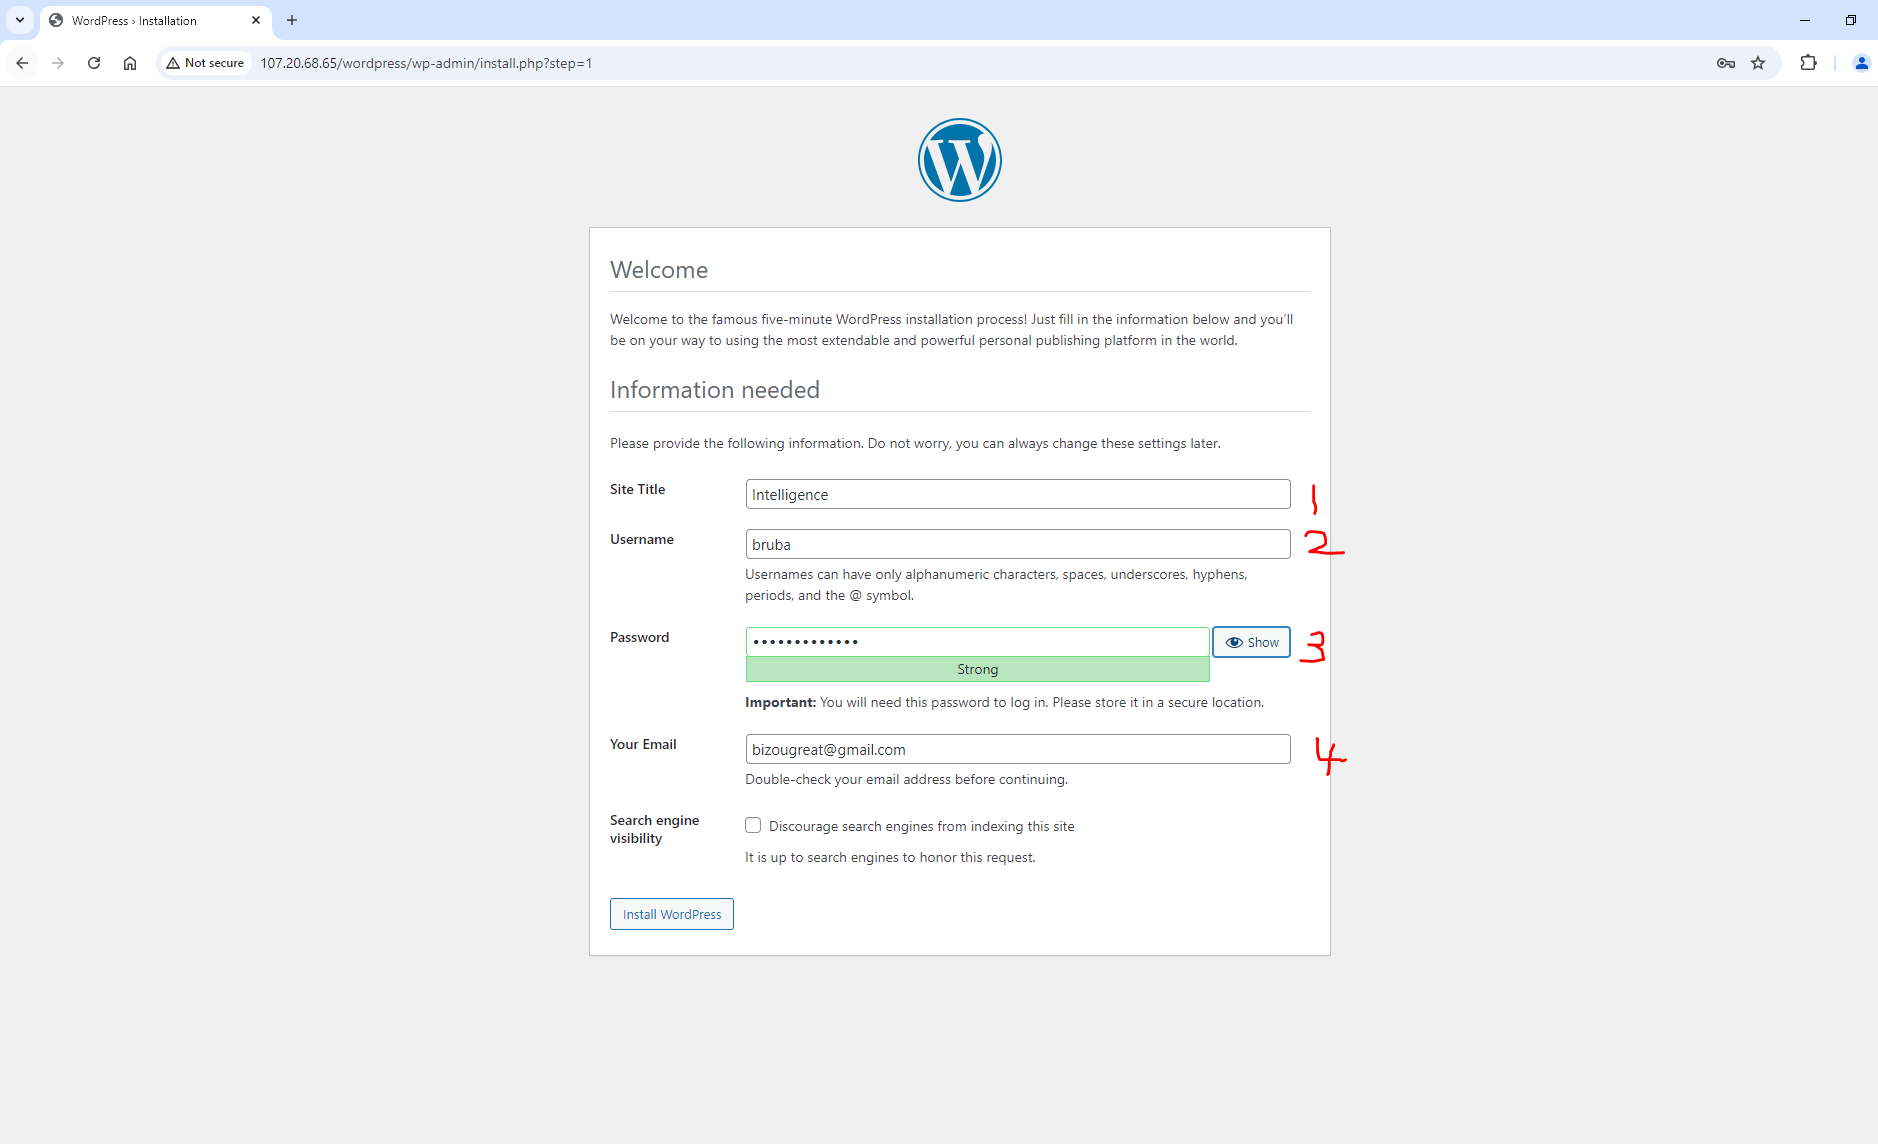 WordPress › Installation
Not secure 107.20.68.65/wordpress/wp-admin/install.php?step=1
Welcome
Welcome to the famous five-minute WordPress installation process! Just fill in the information below and you’ll
be on your way to using the most extendable and powerful personal publishing platform in the world.
Information needed
Please provide the following information. Do not worry, you can always change these settings later.
Site Title Intelligence 1
Username bruba 2
Usernames can have only alphanumeric characters, spaces, underscores, hyphens,
periods, and the @ symbol.
Password ••••••••••••• Show 3
Strong
Important: You will need this password to log in. Please store it in a secure location.
Your Email bizougreat@gmail.com 4
Double-check your email address before continuing.
Search engine
visibility
Discourage search engines from indexing this site
It is up to search engines to honor this request.
Install WordPress